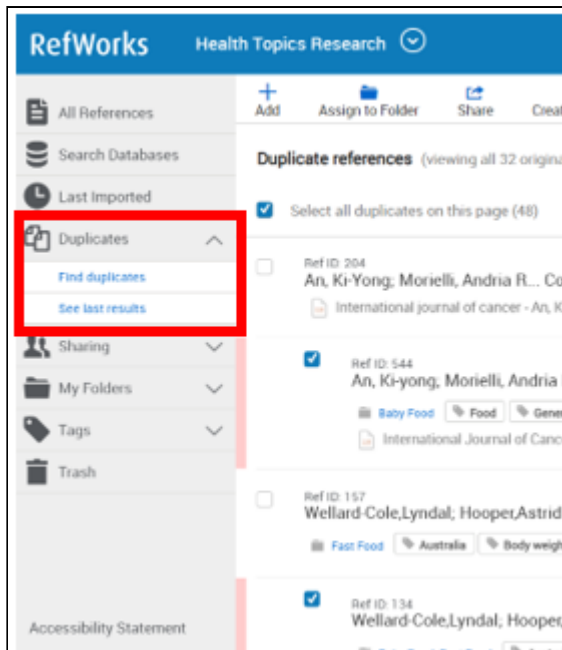 RefWorks Health Topics Research
All References
Search Databases
Last Imported
Duplicates
Find duplicates
See last results
Sharing
My Folders
Tags
Trash
Accessibility Statement
Add Assign to Folder Share
Duplicate references (viewing all 32
Select all duplicates on this page (48)
Ref ID: 204
An, Ki-Yong; Morielli, Andria R...
International journal of cancer - An,
Ref ID: 544
An, Ki-yong; Morielli, Andria
Baby Food Food
International Journal of
Ref ID: 157
Wellard-Cole,Lyndal; Hooper,Astrid
Fast Food Australia Body
Ref ID: 134
Wellard-Cole,Lyndal; Hooper,